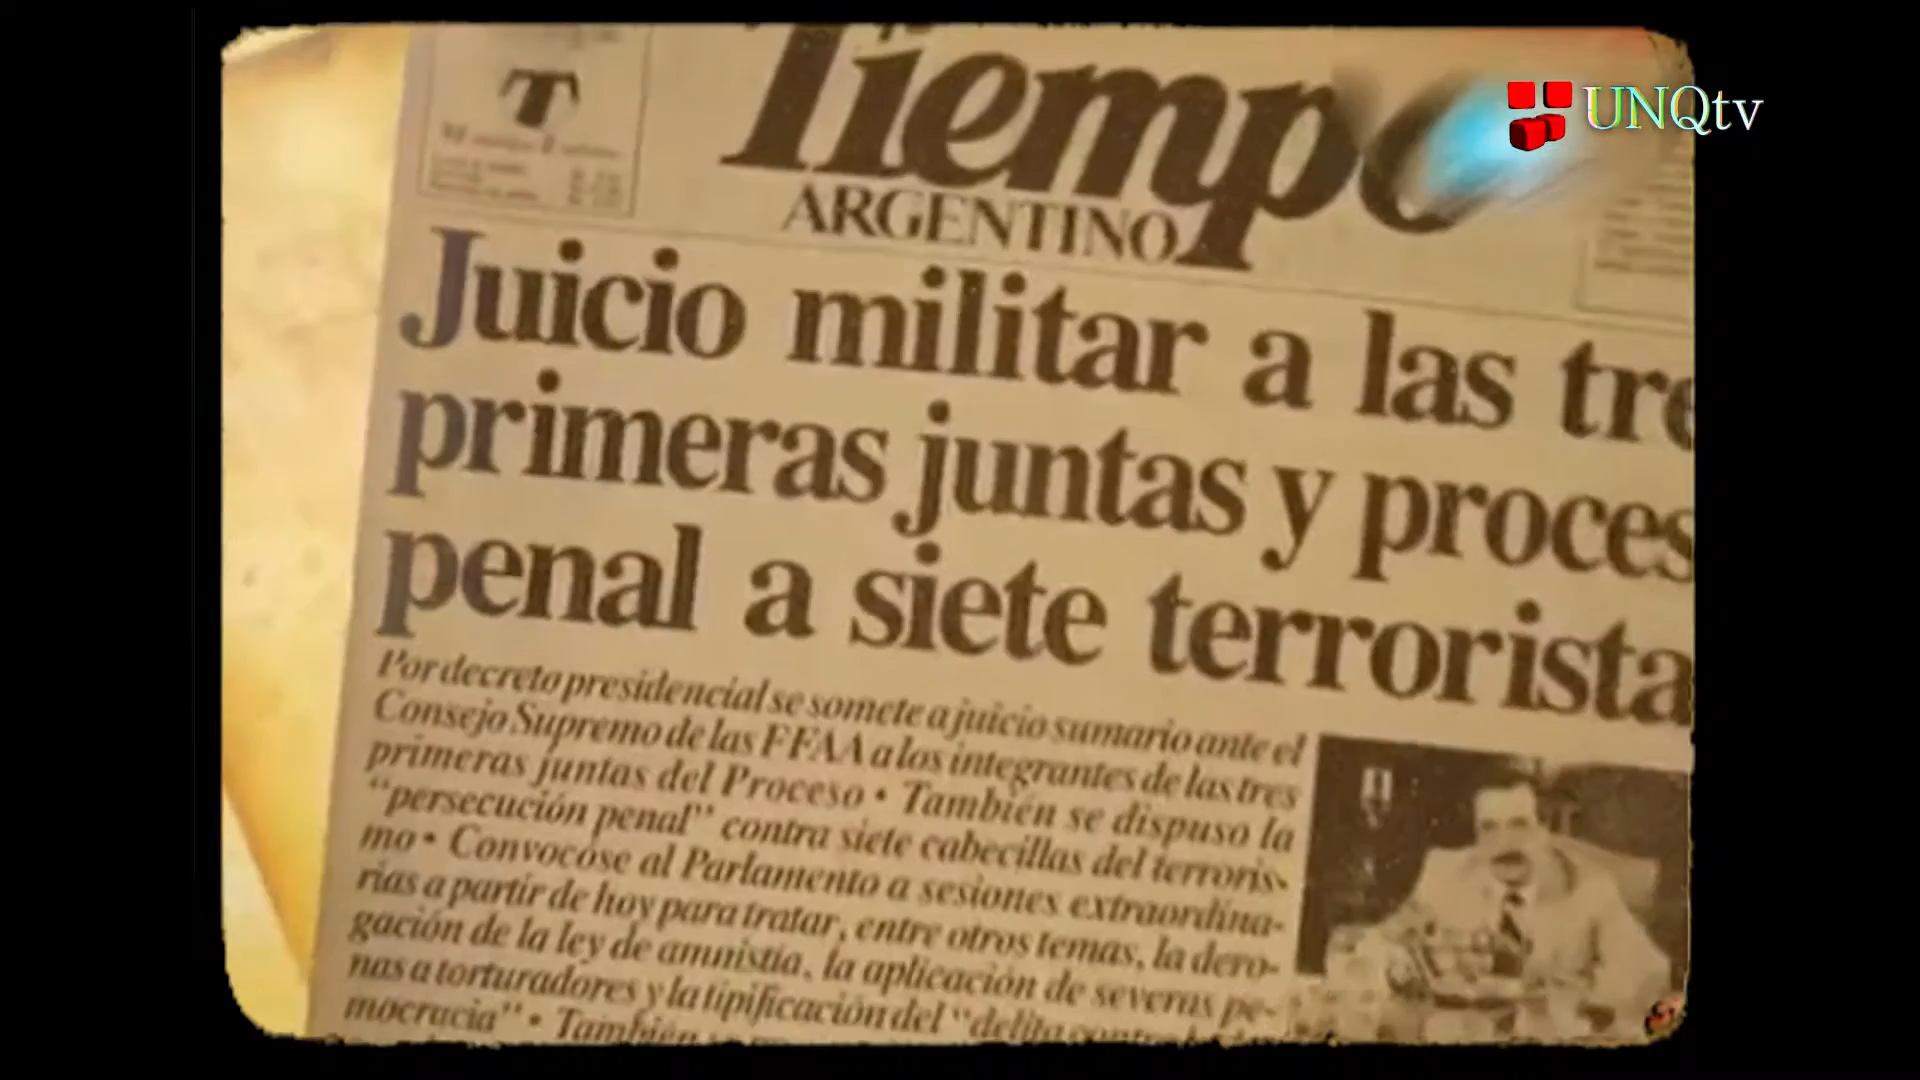 T
Tiempo
UNQtv
ARGENTINO
Juicio militar a las tre
primeras juntas y proces
penal a siete terrorista
Por decreto presidencial se somete a juicio sumario ante el
Consejo Supremo de las FFAA a los integrantes de las tres
primeras juntas del Proceso • También se dispuso la
"persecución penal" contra siete cabecillas del terroris-
mo • Convocóse al Parlamento a sesiones extraordina-
rias a partir de hoy para tratar, entre otros temas, la dero-
gación de la ley de amnistía, la aplicación de severas pe-
nas a torturadores y la tipificación del "delito contra la de
mocracia" • También